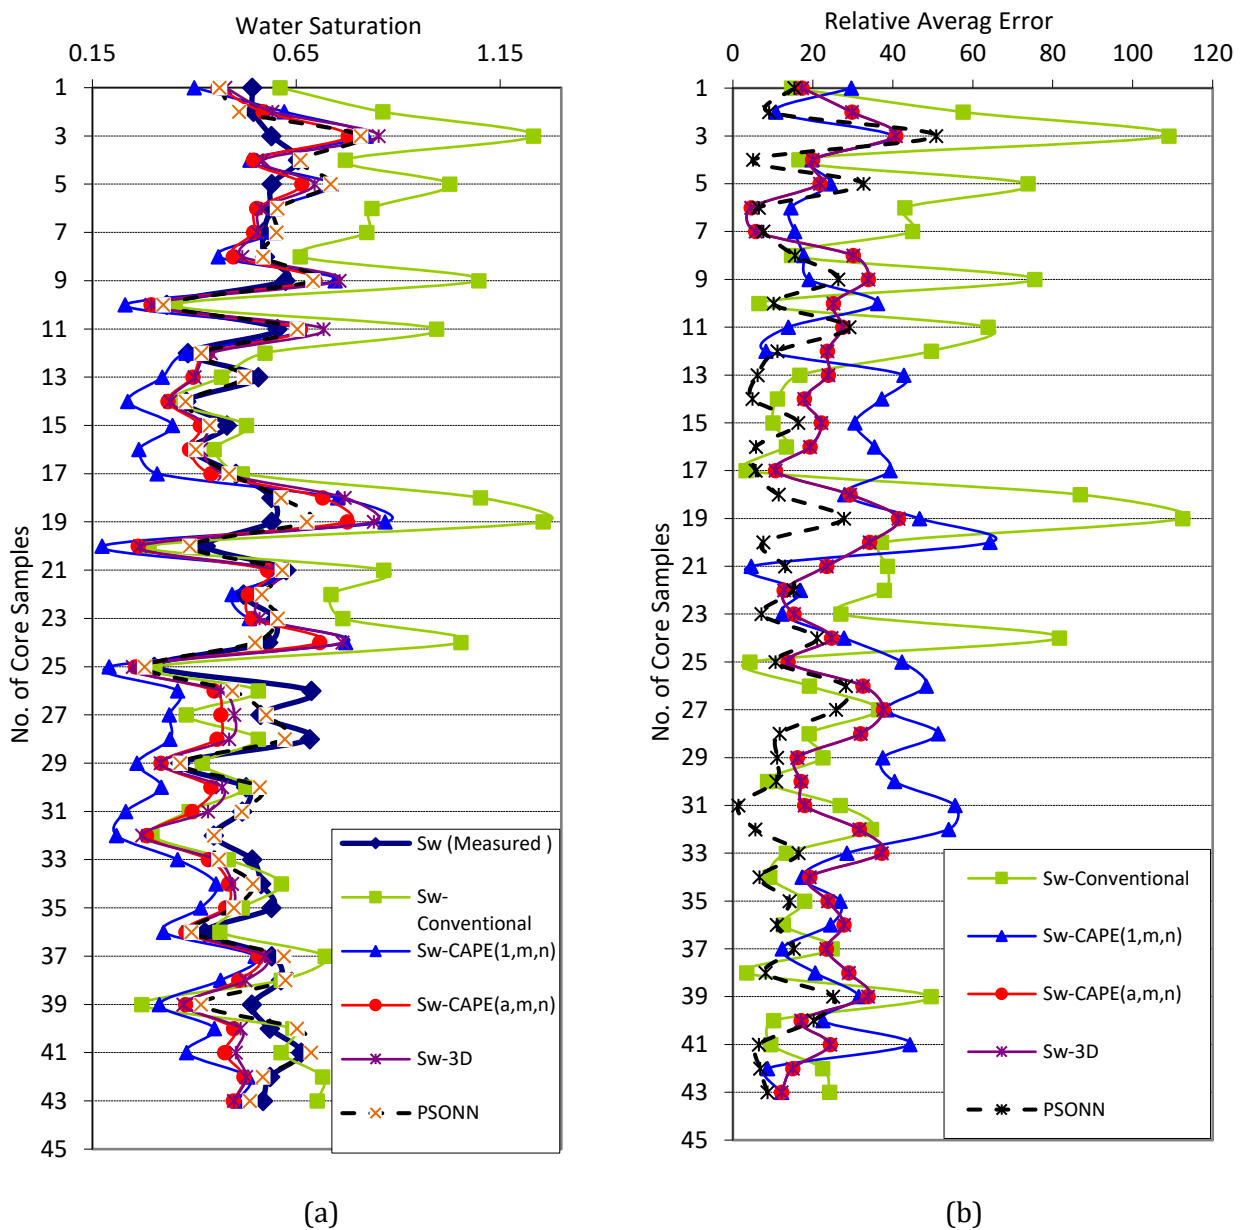 Water Saturation
0.15 0.65 1.15
No. of Core Samples
1
3
5
7
9
11
13
15
17
19
21
23
25
27
29
31
33
35
37
39
41
43
45
Sw (Measured )
Sw-
Conventional
Sw-CAPE(1,m,n)
Sw-CAPE(a,m,n)
Sw-3D
PSONN
(a)
Relative Averag Error
0 20 40 60 80 100 120
No. of Core Samples
1
3
5
7
9
11
13
15
17
19
21
23
25
27
29
31
33
35
37
39
41
43
45
Sw-Conventional
Sw-CAPE(1,m,n)
Sw-CAPE(a,m,n)
Sw-3D
PSONN
(b)